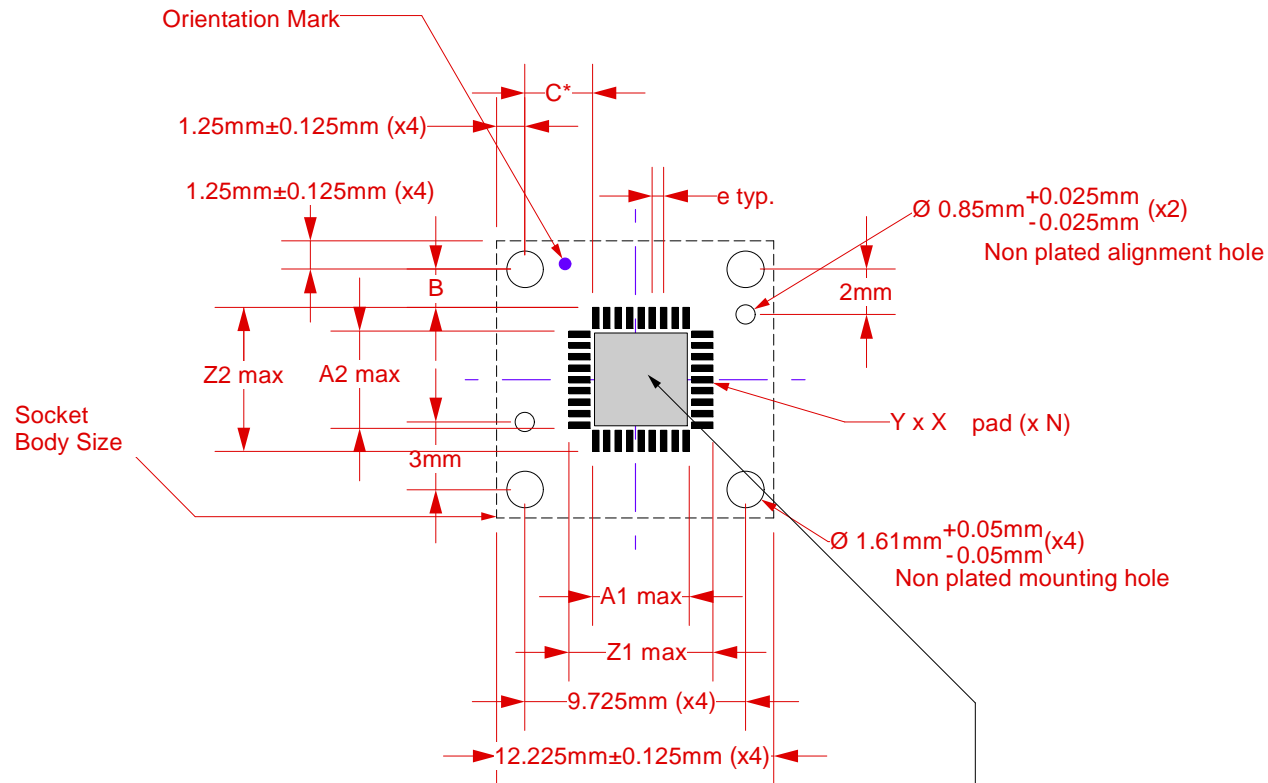 Orientation Mark
C*
1.25mm±0.125mm (x4)
1.25mm±0.125mm (x4)
e typ.
Ø 0.85mm +0.025mm
-0.025mm (x2)
Non plated alignment hole
B
2mm
Z2 max
A2 max
Socket
Body Size
Y x X pad (x N)
3mm
Ø 1.61mm +0.05mm
-0.05mm (x4)
Non plated mounting hole
A1 max
Z1 max
9.725mm (x4)
12.225mm±0.125mm (x4)